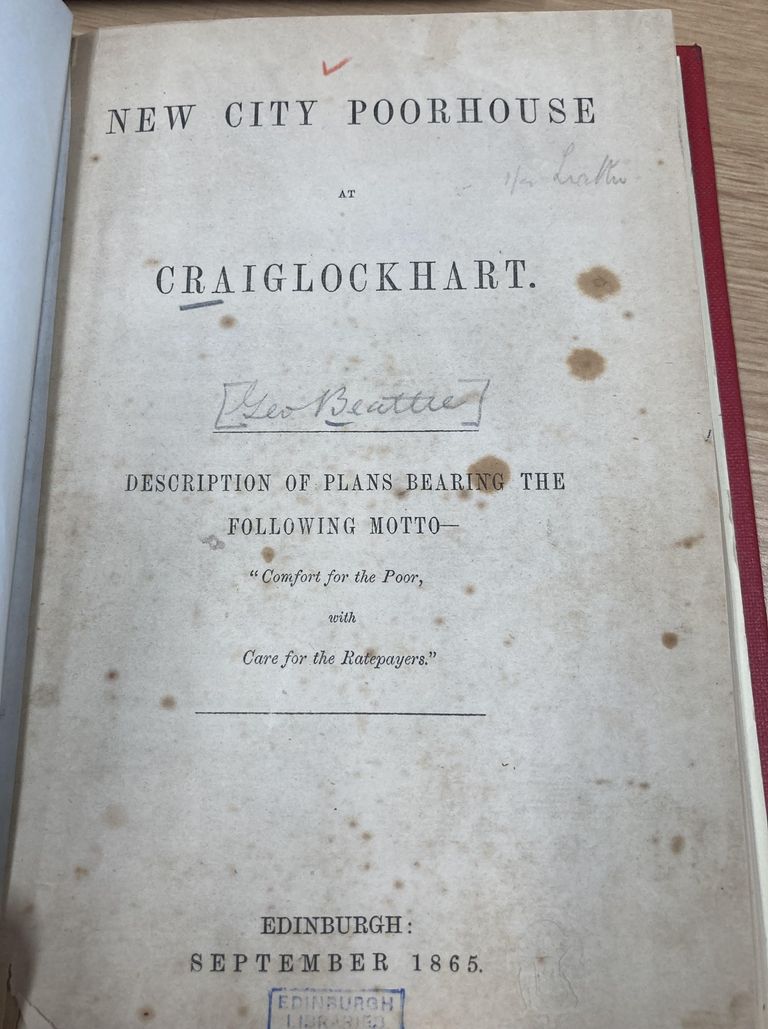 NEW CITY POORHOUSE
AT
CRAIGLOCKHART.
[Geo Beattie]
DESCRIPTION OF PLANS BEARING THE
FOLLOWING MOTTO—
"Comfort for the Poor,
with
Care for the Ratepayers."
EDINBURGH:
SEPTEMBER 1865.
EDINBURGH
LIBRARIES